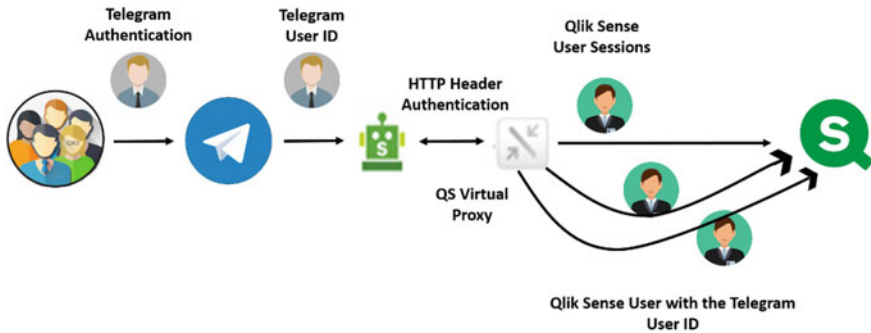 Telegram
Authentication
Telegram
User ID
HTTP Header
Authentication
Qlik Sense
User Sessions
S
S
QS Virtual
Proxy
Qlik Sense User with the Telegram
User ID